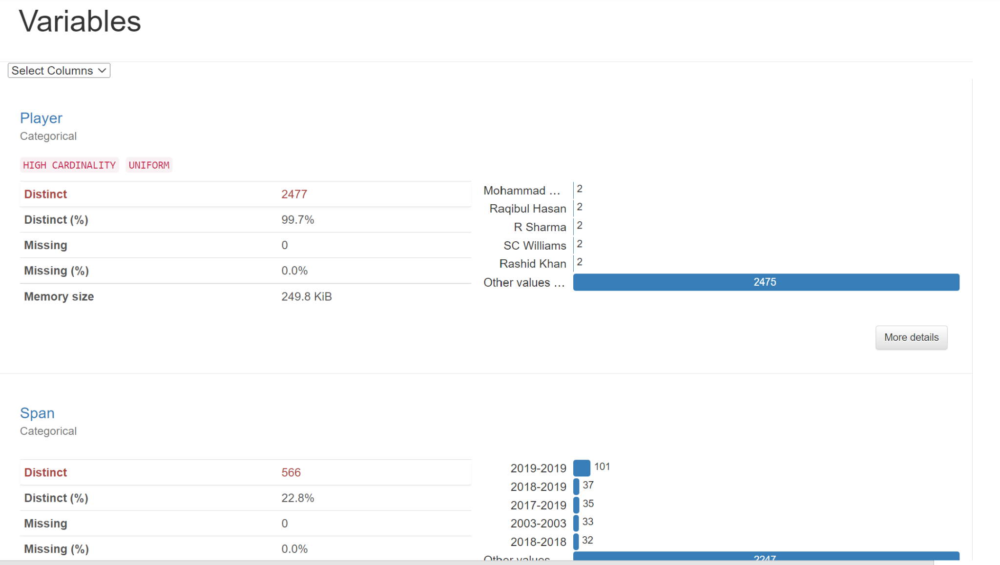 Variables
Select Columns
Player
Categorical
HIGH CARDINALITY UNIFORM
Distinct 2477
Distinct (%) 99.7%
Missing 0
Missing (%) 0.0%
Memory size 249.8 KiB
Mohammad ... 2
Raqibul Hasan 2
R Sharma 2
SC Williams 2
Rashid Khan 2
Other values ... 2475
More details
Span
Categorical
Distinct 566
Distinct (%) 22.8%
Missing 0
Missing (%) 0.0%
2019-2019 101
2018-2019 37
2017-2019 35
2003-2003 33
2018-2018 32
Other values 2247